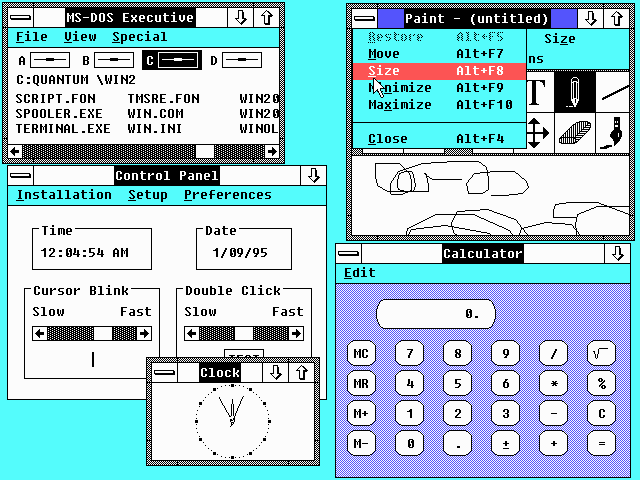 MS-DOS Executive
File View Special
A B C D
C:QUANTUM \WIN2
SCRIPT.FON TMSRE.FON WIN20
SPOOLER.EXE WIN.COM WIN20
TERMINAL.EXE WIN.INI WINOL
Paint - (untitled)
Restore Alt+F5
Move Alt+F7
Size Alt+F8
Minimize Alt+F9
Maximize Alt+F10
Close Alt+F4
Size
ns
T
Control Panel
Installation Setup Preferences
Time
12:04:54 AM
Date
1/09/95
Cursor Blink
Slow Fast
Double Click
Slow Fast
TEST
Clock
Calculator
Edit
0.
MC 7 8 9 / √
MR 4 5 6 * %
M+ 1 2 3 - C
M- 0 . ± + =